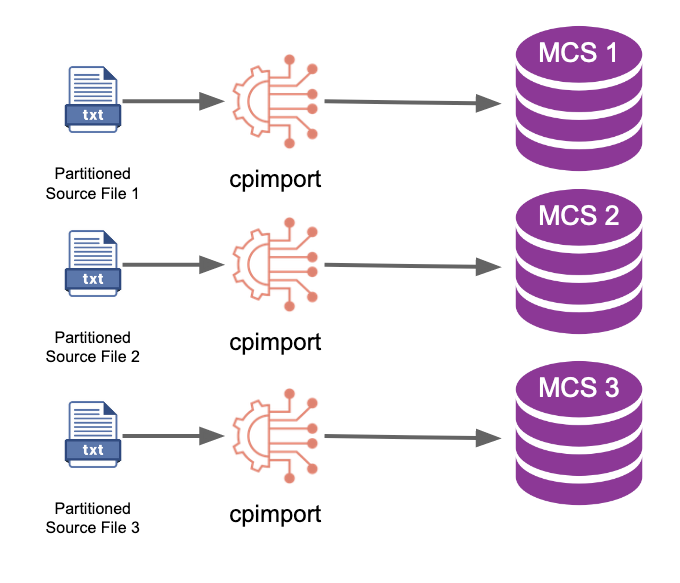 txt
Partitioned
Source File 1
cpimport
MCS 1
txt
Partitioned
Source File 2
cpimport
MCS 2
txt
Partitioned
Source File 3
cpimport
MCS 3